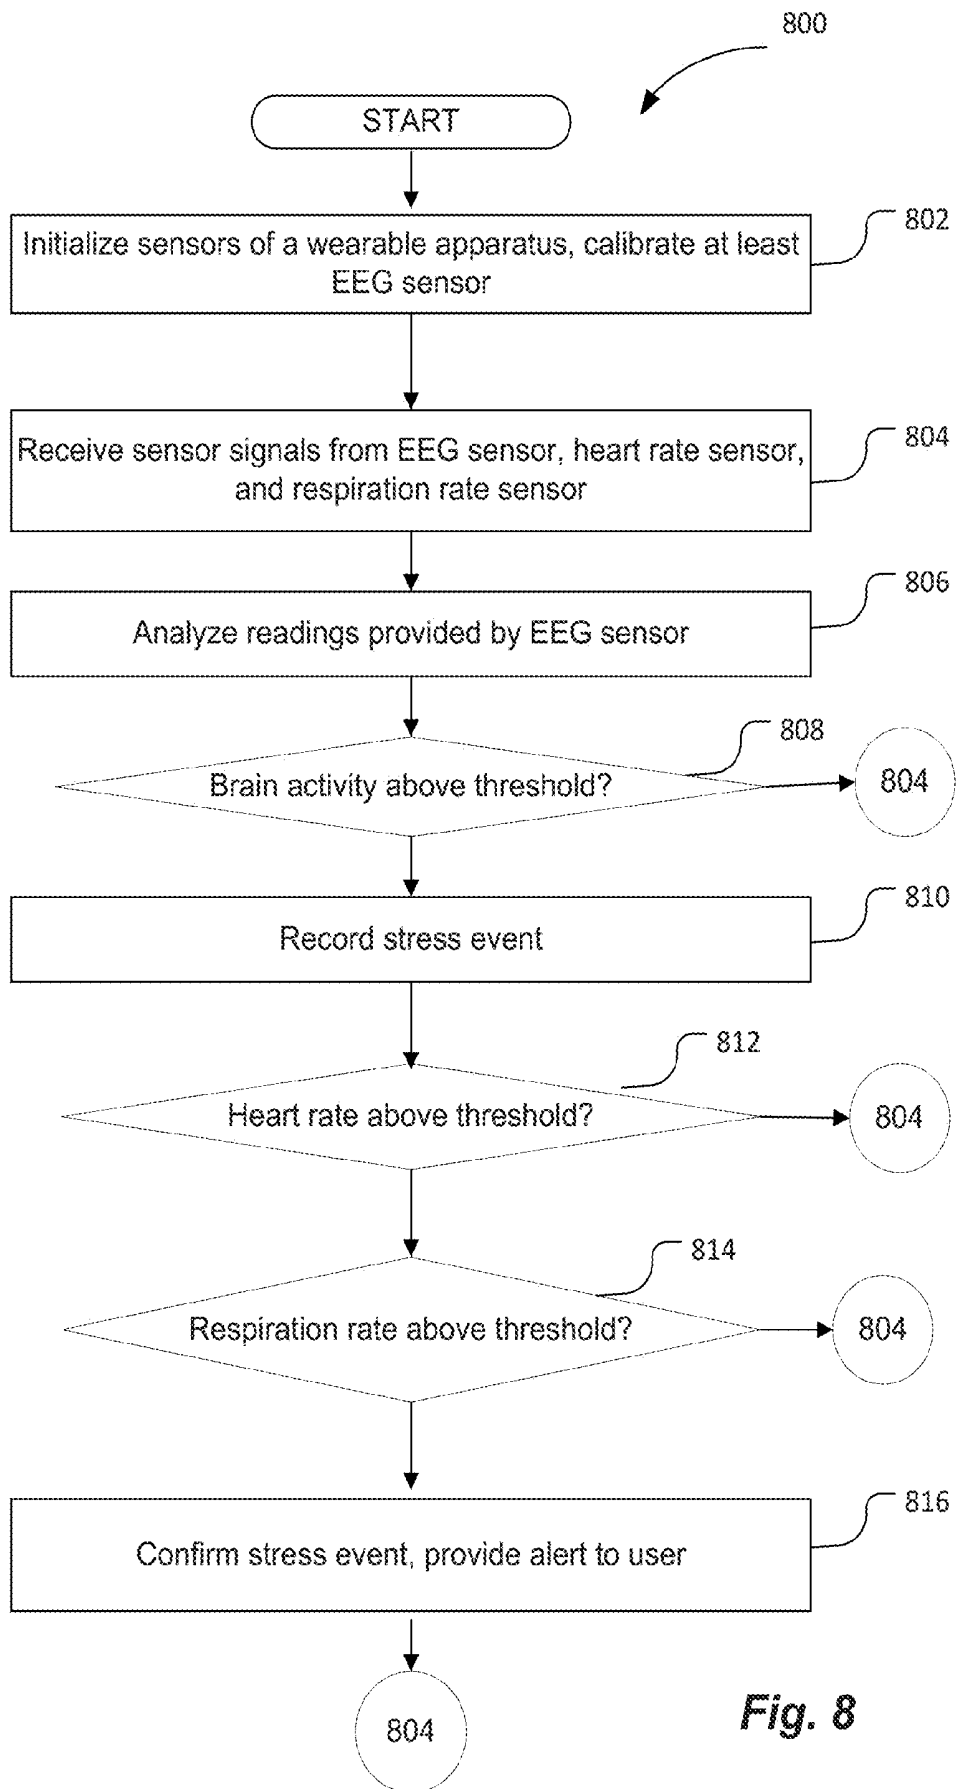 800
START
802
Initialize sensors of a wearable apparatus, calibrate at least
EEG sensor
804
Receive sensor signals from EEG sensor, heart rate sensor,
and respiration rate sensor
806
Analyze readings provided by EEG sensor
808
Brain activity above threshold?
804
810
Record stress event
812
Heart rate above threshold?
804
814
Respiration rate above threshold?
804
816
Confirm stress event, provide alert to user
804
Fig. 8